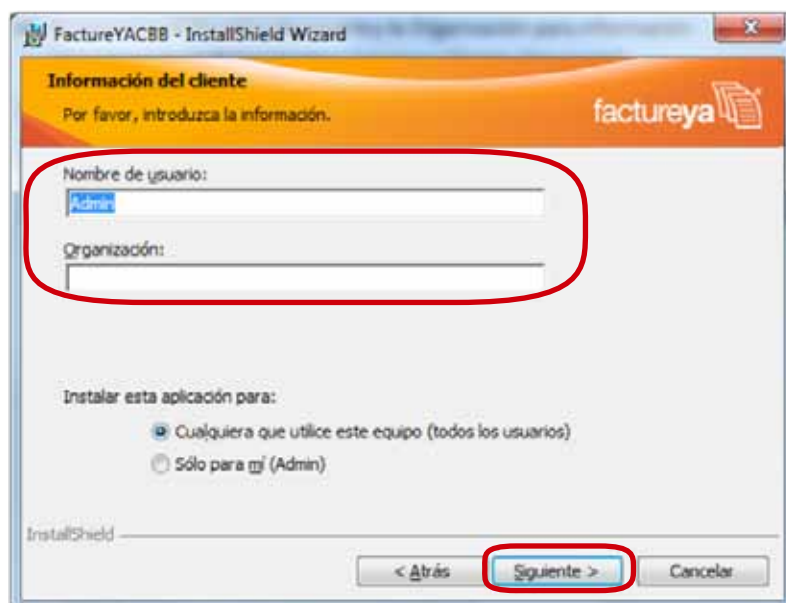 FactureYACBB - InstallShield Wizard
Información del cliente
Por favor, introduzca la información.
factureya
Nombre de usuario:
Admin
Organización:
Instalar esta aplicación para:
Cualquiera que utilice este equipo (todos los usuarios)
Sólo para mí (Admin)
InstallShield
< Atrás
Siguiente >
Cancelar